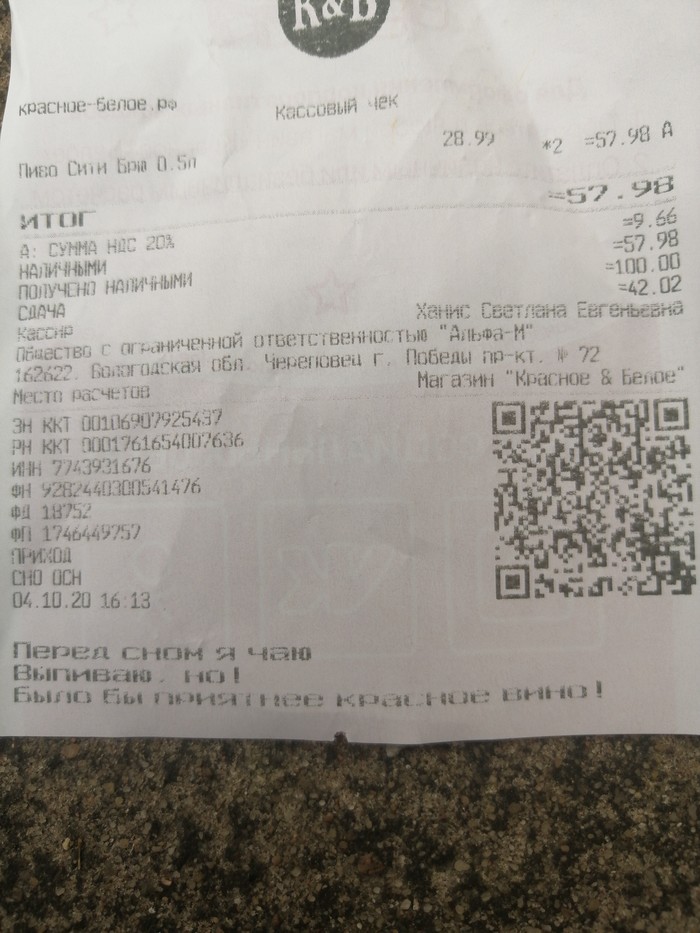 К&Б
красное-белое.рф
Кассовый чек
28.99 *2 =57.98 А
Пиво Сити Брю 0.5л
ИТОГ =57.98
А: СУММА НДС 20% =9.66
НАЛИЧНЫМИ =57.98
ПОЛУЧЕНО НАЛИЧНЫМИ =100.00
СДАЧА =42.02
Кассир Ханис Светлана Евгеньевна
Общество с ограниченной ответственностью "Альфа-М"
162622, Вологодская обл, Череповец г, Победы пр-кт, № 72
Место расчетов Магазин "Красное & Белое"
ЗН ККТ 00106907925437
РН ККТ 0001761654007636
ИНН 7743931676
ФН 9282440300541476
ФД 18752
ФП 1746449757
ПРИХОД
СНО ОСН
04.10.20 16:13
Перед сном я чаю
Выпиваю, но!
Было бы приятнее красное вино!